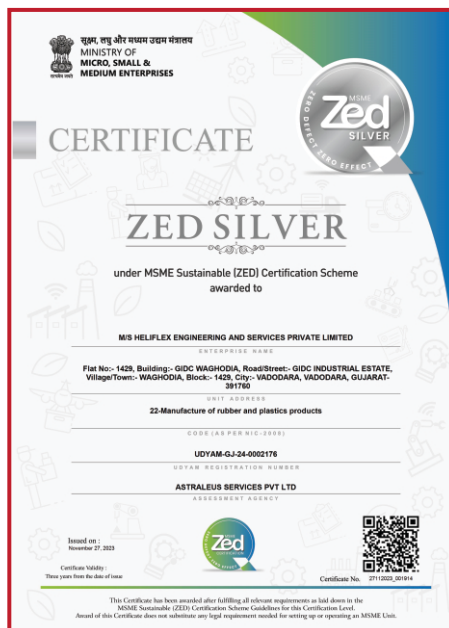 सूक्ष्म, लघु और मध्यम उद्यम मंत्रालय
MINISTRY OF
MICRO, SMALL &
MEDIUM ENTERPRISES
MSME
Zed
SILVER
ZERO DEFECT ZERO EFFECT
CERTIFICATE
ZED SILVER
under MSME Sustainable (ZED) Certification Scheme
awarded to
M/S HELIFLEX ENGINEERING AND SERVICES PRIVATE LIMITED
ENTERPRISE NAME
Flat No:- 1429, Building:- GIDC WAGHODIA, Road/Street:- GIDC INDUSTRIAL ESTATE,
Village/Town:- WAGHODIA, Block:- 1429, City:- VADODARA, VADODARA, GUJARAT-
391760
UNIT ADDRESS
22-Manufacture of rubber and plastics products
CODE (AS PER NIC-2008)
UDYAM-GJ-24-0002176
UDYAM REGISTRATION NUMBER
ASTRALEUS SERVICES PVT LTD
ASSESSMENT AGENCY
Issued on :
November 27, 2023
Certificate Validity :
Three years from the date of issue
Zed
Certificate No. 27112023_001914
This Certificate has been awarded after fulfilling all relevant requirements as laid down in the
MSME Sustainable (ZED) Certification Scheme Guidelines for this Certification Level.
Award of this Certificate does not substitute any legal requirement needed for setting up or operating an MSME Unit.